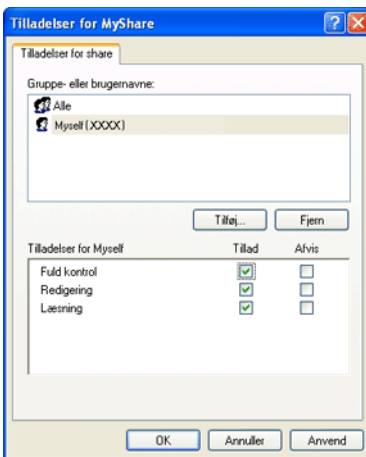 Tilladelser for MyShare
Tilladelser for share
Gruppe- eller brugernavne:
Alle
Myself (XXXX)
Tilføj...
Fjern
Tilladelser for Myself Tillad Afvis
Fuld kontrol
Redigering
Læsning
OK Annuller Anvend